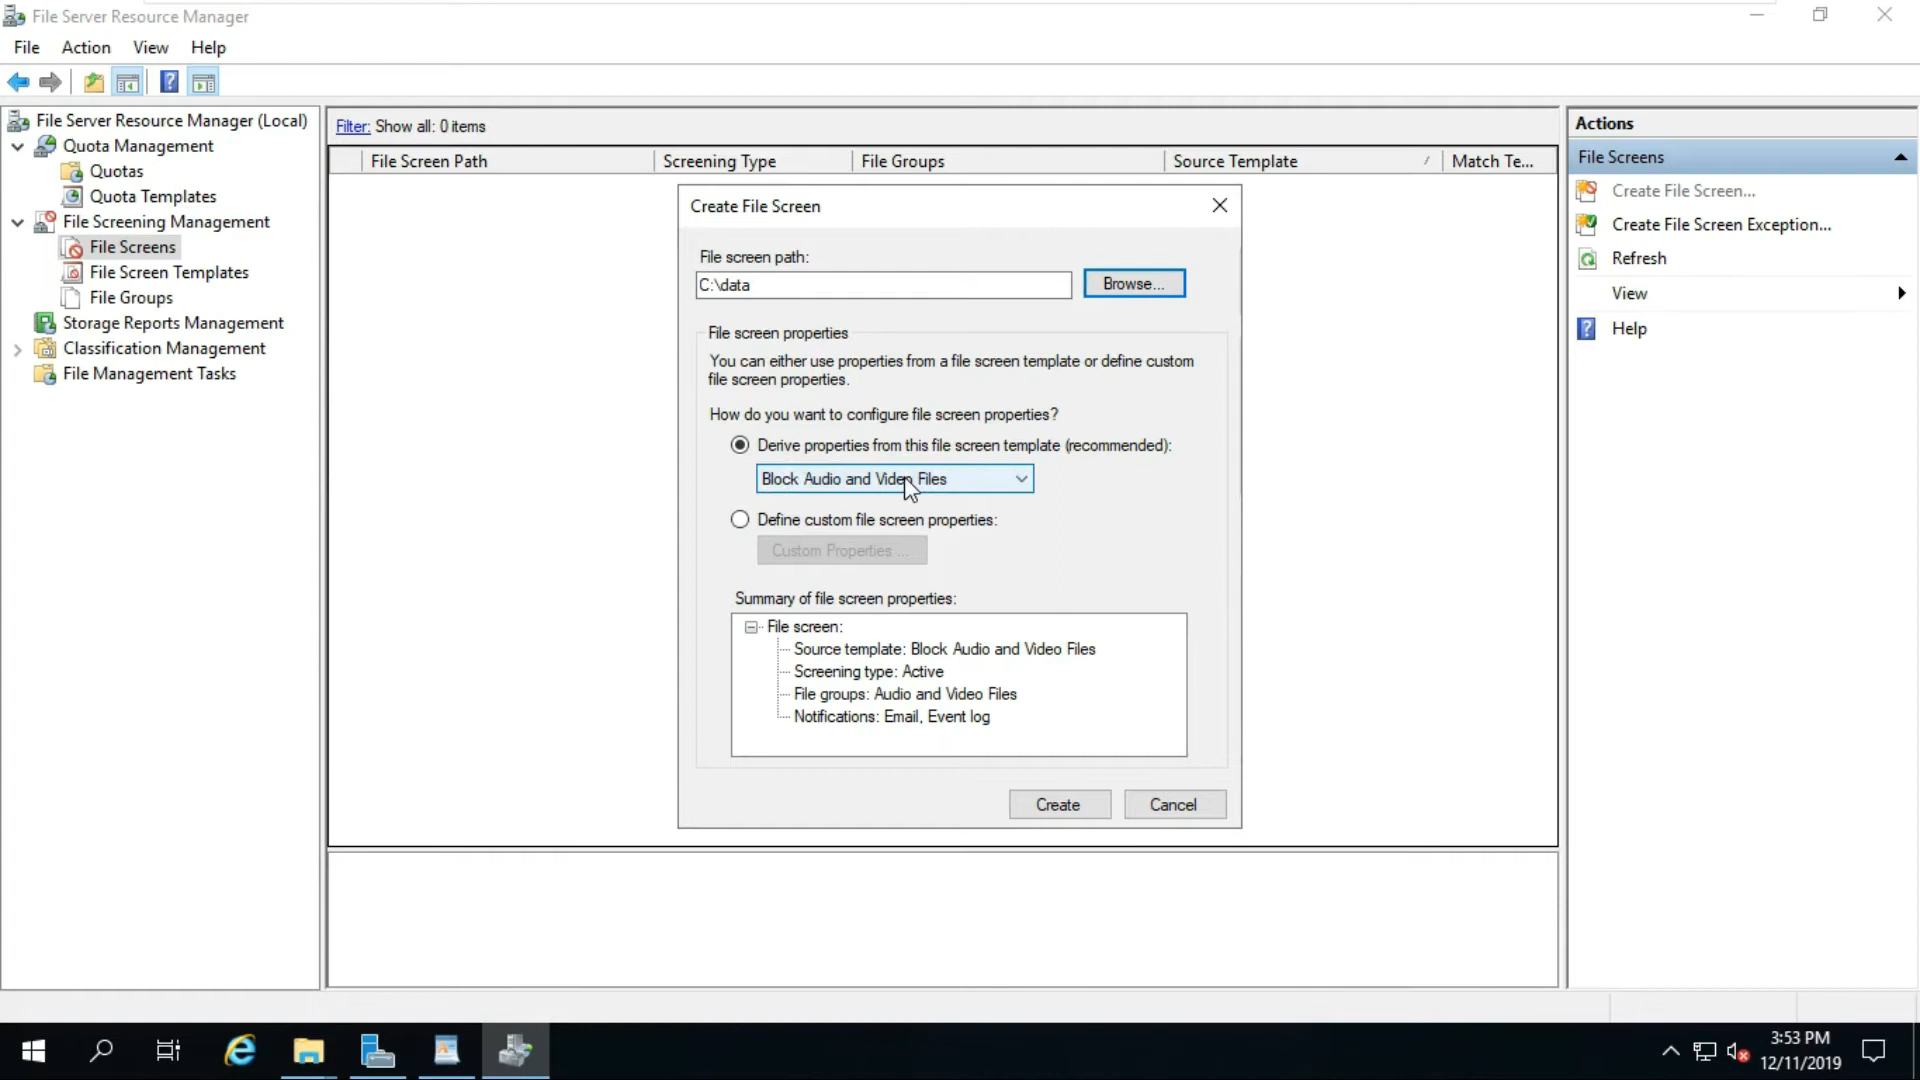 File Server Resource Manager
File Action View Help
File Server Resource Manager (Local)
Quota Management
Quotas
Quota Templates
File Screening Management
File Screens
File Screen Templates
File Groups
Storage Reports Management
Classification Management
File Management Tasks
Filter: Show all: 0 items
File Screen Path Screening Type File Groups Source Template Match Te...
Create File Screen
File screen path:
C:\data Browse...
File screen properties
You can either use properties from a file screen template or define custom
file screen properties.
How do you want to configure file screen properties?
Derive properties from this file screen template (recommended):
Block Audio and Video Files
Define custom file screen properties:
Custom Properties ...
Summary of file screen properties:
File screen:
Source template: Block Audio and Video Files
Screening type: Active
File groups: Audio and Video Files
Notifications: Email, Event log
Create Cancel
Actions
File Screens
Create File Screen...
Create File Screen Exception...
Refresh
View
Help
3:53 PM
12/11/2019